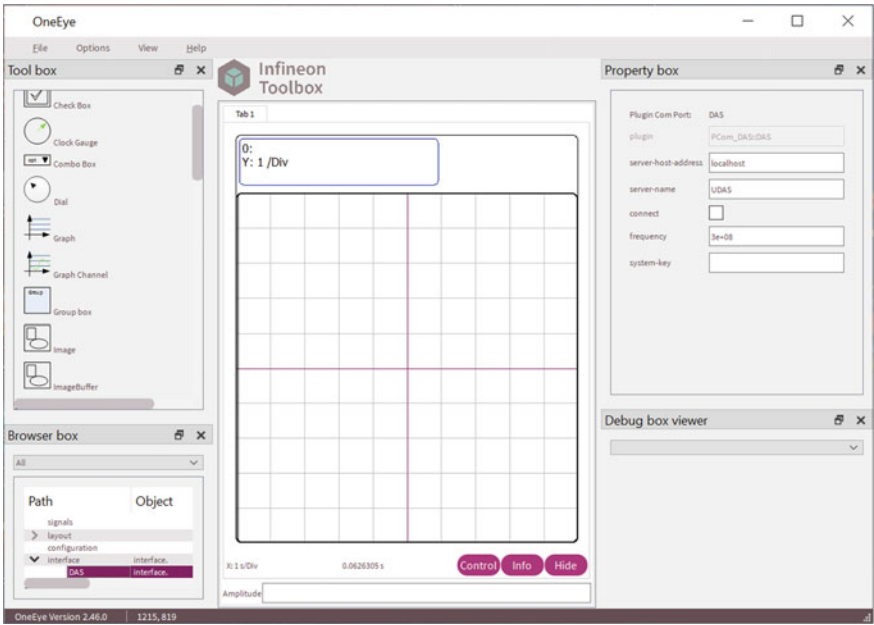 OneEye
File Options View Help
Tool box
Check Box
Clock Gauge
Combo Box
Dial
Graph
Graph Channel
Group
Group box
Image
ImageBuffer
Browser box
All
Path Object
signals
layout
configuration
interface interface.
DAS interface.
Infineon
Toolbox
Tab 1
0:
Y: 1 /Div
X: 1 s/Div 0.0626305 s Control Info Hide
Amplitude
Property box
Plugin Com Port: DAS
plugin PCom_DAS::DAS
server-host-address localhost
server-name UDAS
connect
frequency 3e+08
system-key
Debug box viewer
OneEye Version 2.46.0 1215, 819